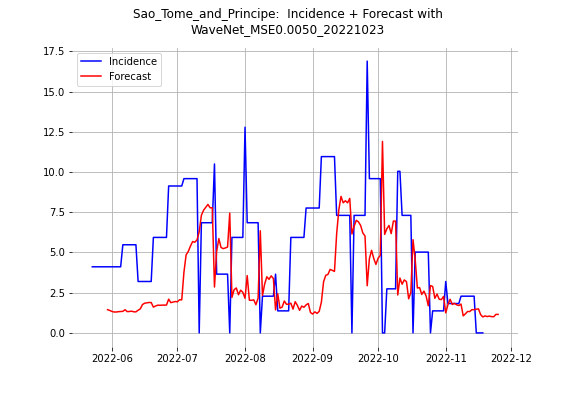 Sao_Tome_and_Principe:  Incidence + Forecast with
WaveNet_MSE0.0050_20221023
17.5
Incidence
Forecast
15.0
12.5
10.0
7.5
5.0
2.5
0.0
2022-06 2022-07 2022-08 2022-09 2022-10 2022-11 2022-12